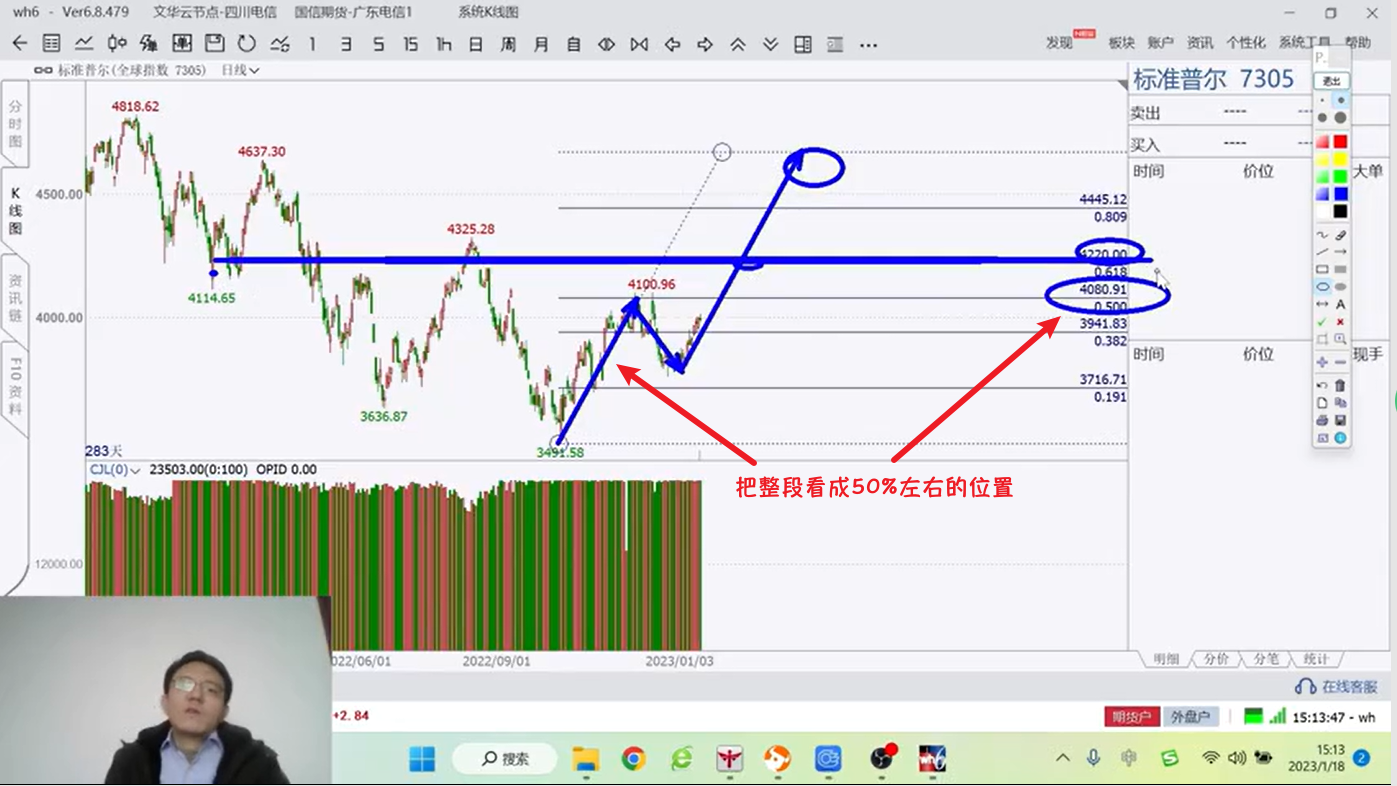 wh6 - Ver6.8.479 文华云节点-四川电信 国信期货-广东电信1 系统K线图
1 3 5 15 1h 日 周 月 自
发现 NEW 板块 账户 资讯 个性化 系统工具 帮助
标准普尔(全球指数 7305) 日线
标准普尔 7305
P.
退出
卖出 ---- ---
买入 ---- ---
时间 价位 大单
A
时间 价位 现手
分时图
K线图
资讯链
F10资料
4818.62
4637.30
4500.00
4445.12
0.809
4325.28
4220.00
0.618
4114.65
4100.96
4080.91
0.500
4000.00
3941.83
0.382
3716.71
0.191
3636.87
3491.58
283天
CJL(0) 23503.00(0:100) OPID 0.00
把整段看成50%左右的位置
12000.00
022/06/01 2022/09/01 2023/01/03
明细 分价 分笔 统计
在线客服
+2.84
期货户 外盘户 15:13:47 - wh
搜索
wh6
15:13
2023/1/18
2